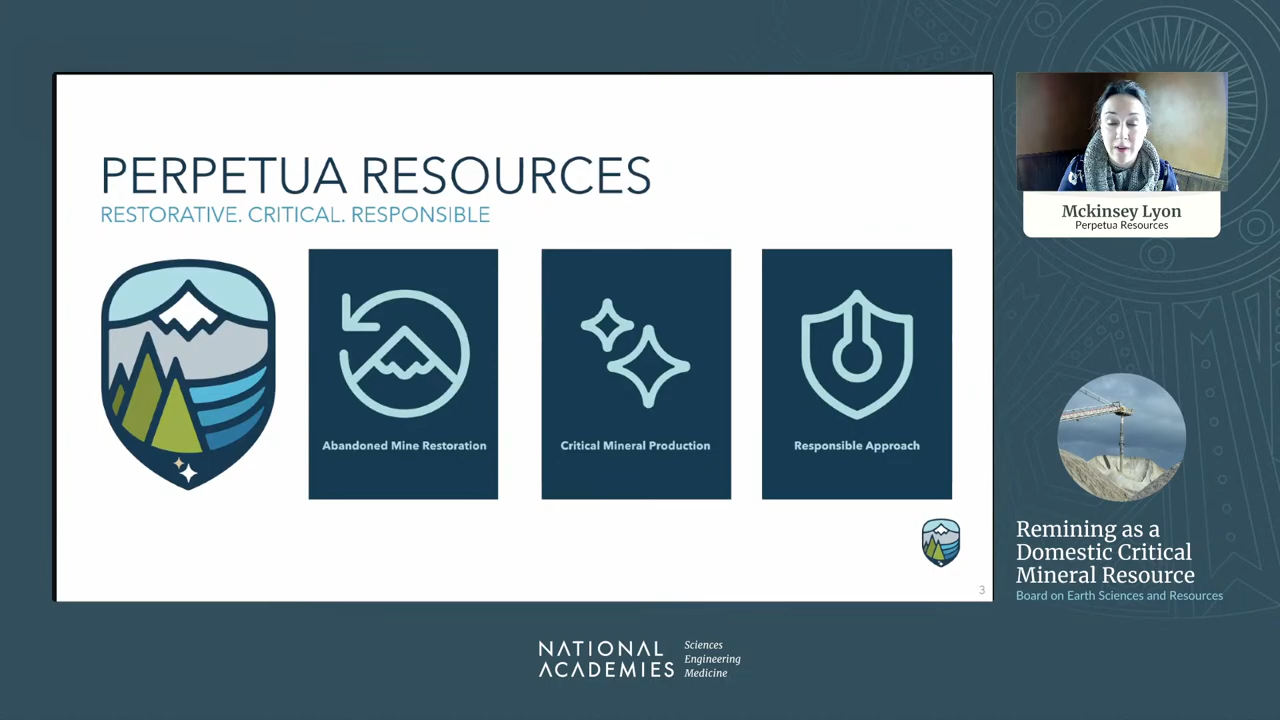 PERPETUA RESOURCES
RESTORATIVE. CRITICAL. RESPONSIBLE
Abandoned Mine Restoration
Critical Mineral Production
Responsible Approach
3
Mckinsey Lyon
Perpetua Resources
Remining as a
Domestic Critical
Mineral Resource
Board on Earth Sciences and Resources
NATIONAL
ACADEMIES
Sciences
Engineering
Medicine